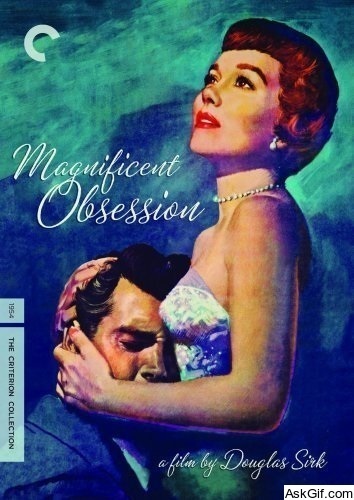 Magnificent
Obsession
1954
THE CRITERION COLLECTION
a film by Douglas Sirk
AskGif.com